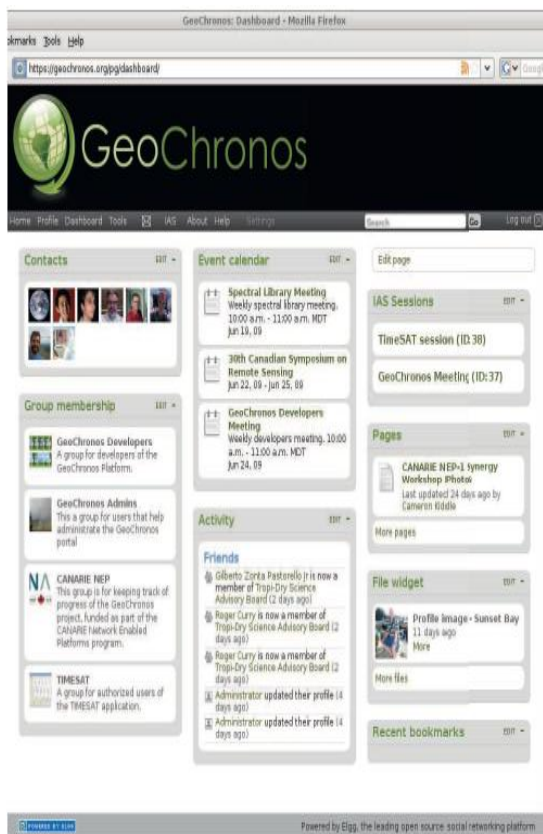 GeoChronos: Dashboard - Mozilla Firefox
okmarks Tools Help
https://geochronos.org/pg/dashboard/
GeoChronos
Home Profile Dashboard Tools IAS About Help Settings
Search Go Log out
Contacts EDIT
Group membership EDIT
GeoChronos Developers
A group for developers of the
GeoChronos Platform.
GeoChronos Admins
This a group for users that help
administrate the GeoChronos
portal
CANARIE NEP
This group is for keeping track of
progress of the GeoChronos
project, funded as part of the
CANARIE Network Enabled
Platforms program.
TIMESAT
A group for authorized users of
the TIMESAT application.
Event calendar EDIT
Spectral Library Meeting
Weekly spectral library meeting.
10:00 a.m. - 11:00 a.m. MDT
Jun 19, 09
30th Canadian Symposium on
Remote Sensing
Jun 22, 09 - Jun 25, 09
GeoChronos Developers
Meeting
Weekly developers meeting. 10:00
a.m. - 11:00 a.m. MDT
Jun 24, 09
Activity EDIT
Friends
Gilberto Zonta Pastorello Jr is now a
member of Tropi-Dry Science
Advisory Board (2 days ago)
Roger Curry is now a member of
Tropi-Dry Science Advisory Board (2
days ago)
Roger Curry is now a member of
Tropi-Dry Science Advisory Board (2
days ago)
Administrator updated their profile (4
days ago)
Administrator updated their profile (4
days ago)
Edit page
IAS Sessions EDIT
TimeSAT session (ID:38)
GeoChronos Meeting (ID:37)
Pages EDIT
CANARIE NEP-1 Synergy
Workshop (Photos
Last updated 24 days ago by
Cameron Kiddle
More pages
File widget EDIT
Profile Image - Sunset Bay
11 days ago
More
More files
Recent bookmarks EDIT
POWERED BY ELGG
Powered by Elgg, the leading open source social networking platform